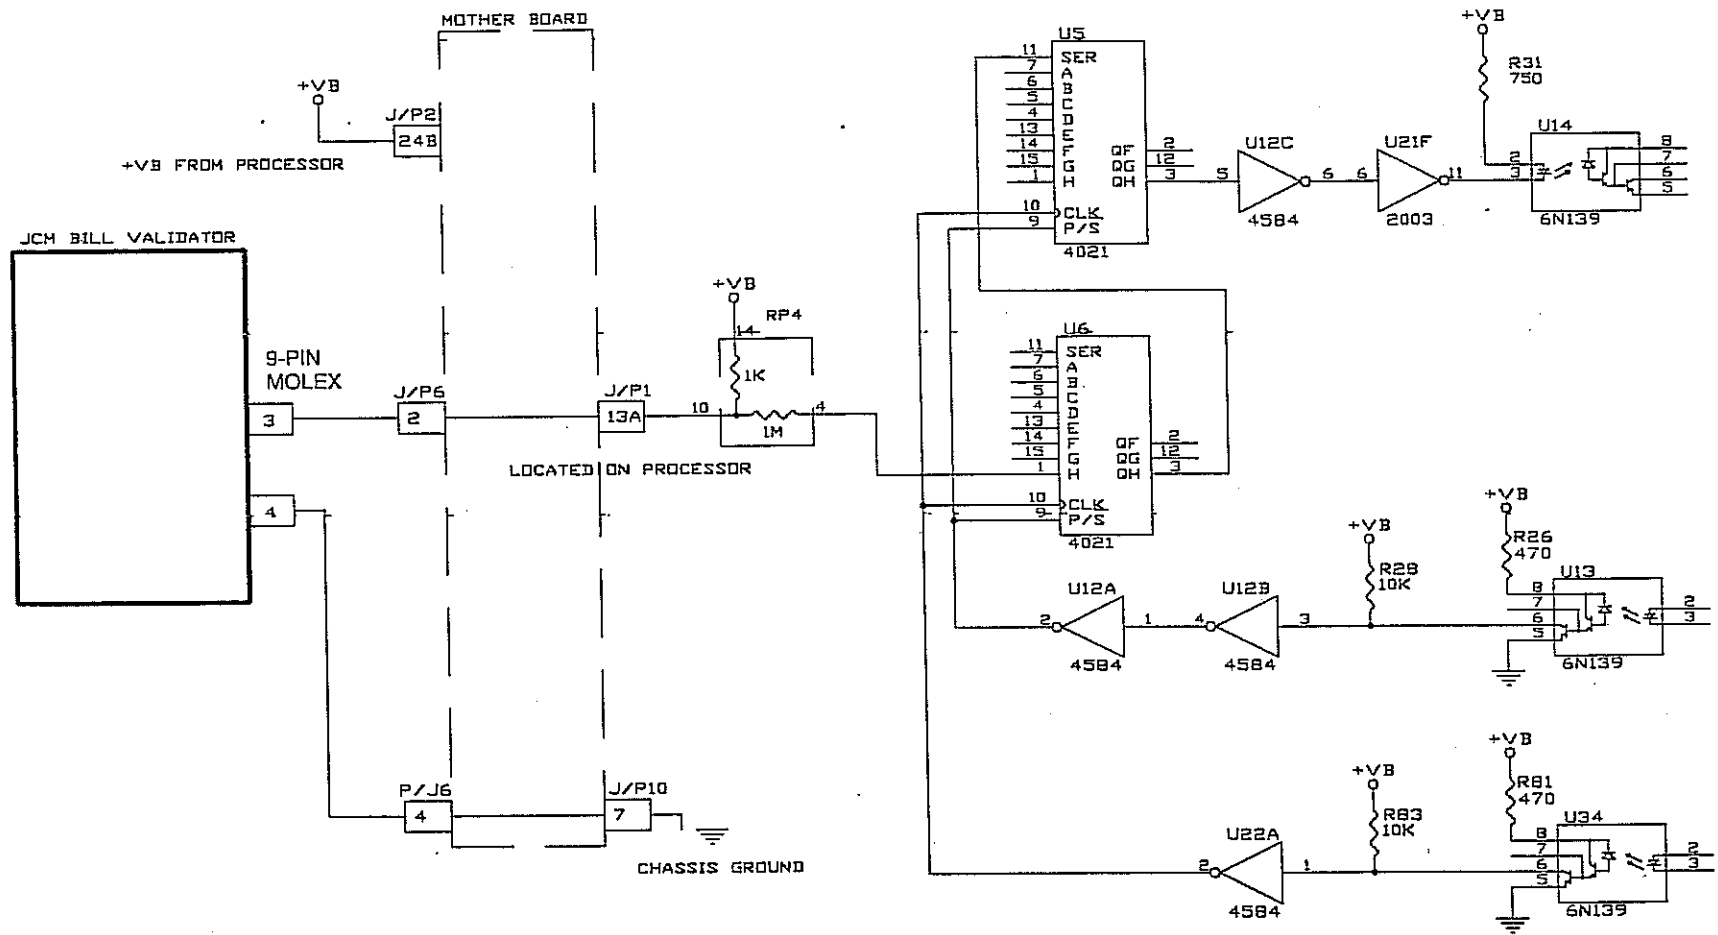 MOTHER BOARD
+VB
J/P2
24B
+VB FROM PROCESSOR
JCM BILL VALIDATOR
9-PIN
MOLEX
3
4
J/P6
2
J/P1
13A
LOCATED ON PROCESSOR
P/J6
4
J/P10
7
CHASSIS GROUND
+VB
RP4
14
1K
10
1M
4
U5
11 SER
7 A
6 B
5 C
4 D
13 E
14 F
15 G
1 H
QF 2
QG 12
QH 3
10 CLK
9 P/S
4021
U12C
5
6
4584
U21F
6
11
2003
+VB
R31
750
U14
2
3
8
7
6
5
6N139
U6
11 SER
7 A
6 B
5 C
4 D
13 E
14 F
15 G
1 H
QF 2
QG 12
QH 3
10 CLK
9 P/S
4021
U12A
2
1
4584
U12B
4
3
4584
+VB
R28
10K
+VB
R26
470
U13
8
7
6
5
2
3
6N139
U22A
2
1
4584
+VB
R83
10K
+VB
R81
470
U34
8
7
6
5
2
3
6N139